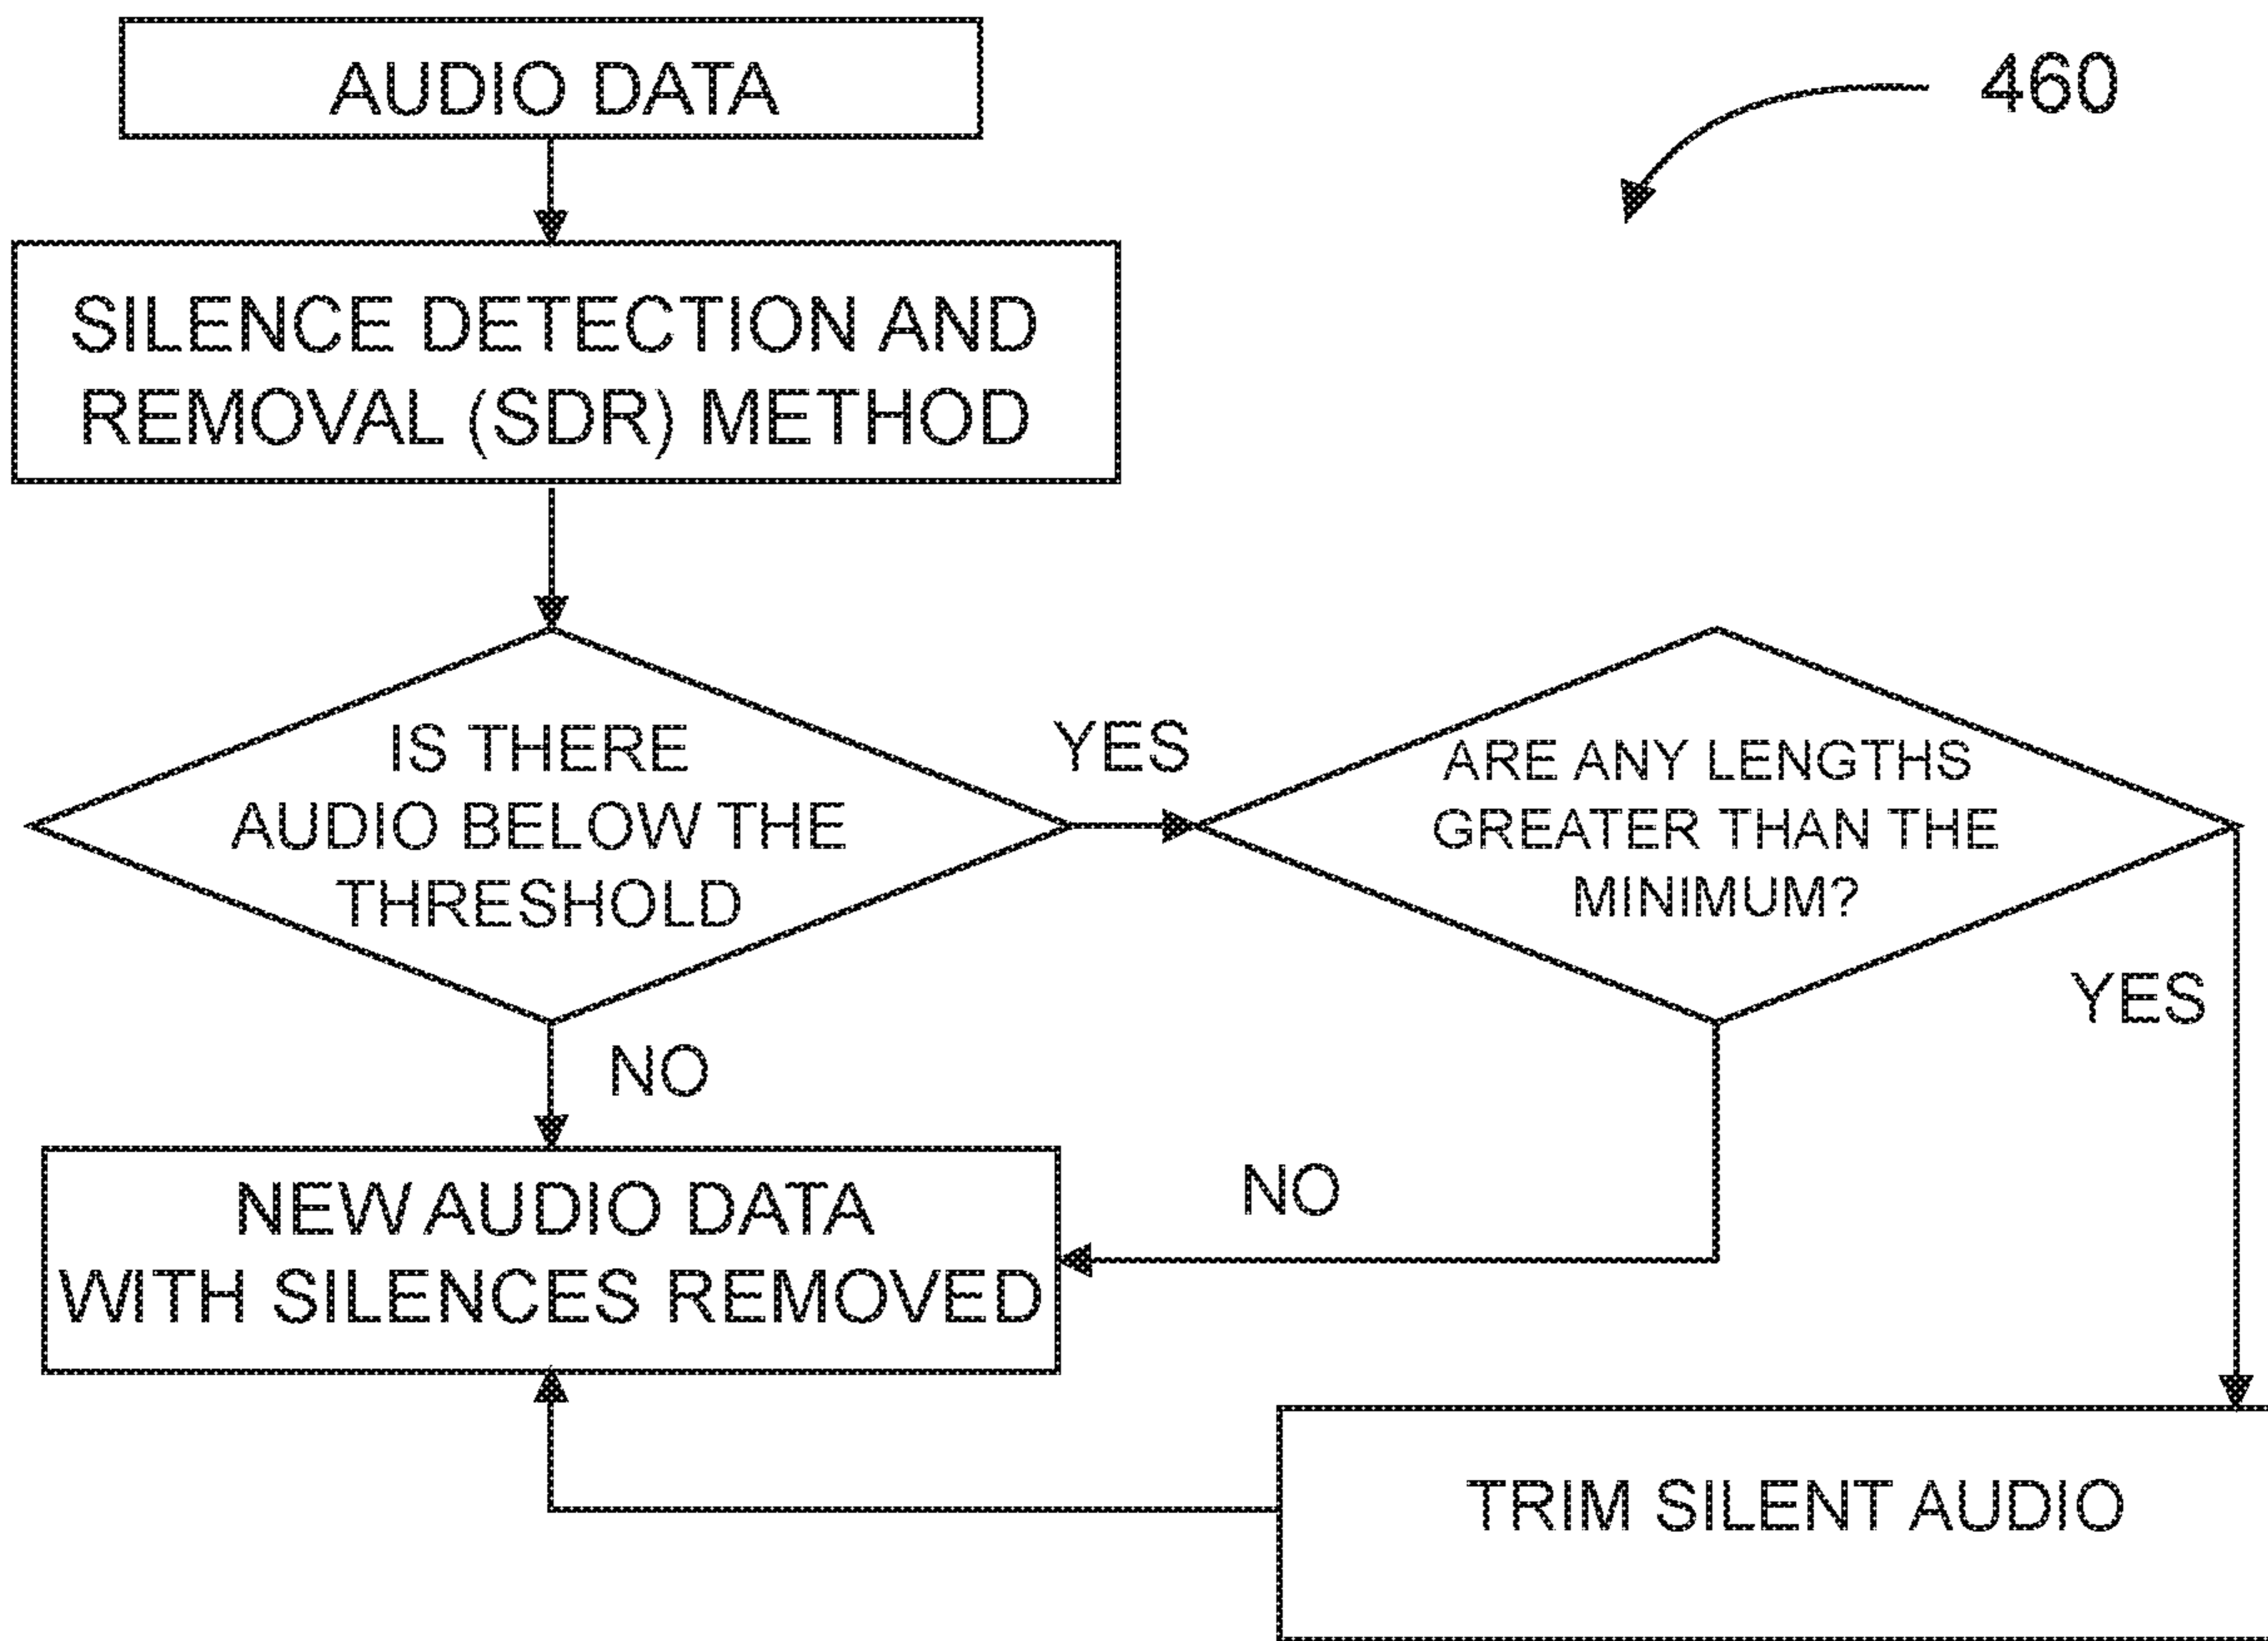 AUDIO DATA
460
SILENCE DETECTION AND
REMOVAL (SDR) METHOD
IS THERE
AUDIO BELOW THE
THRESHOLD
YES
ARE ANY LENGTHS
GREATER THAN THE
MINIMUM?
YES
NO
NEW AUDIO DATA
WITH SILENCES REMOVED
NO
TRIM SILENT AUDIO